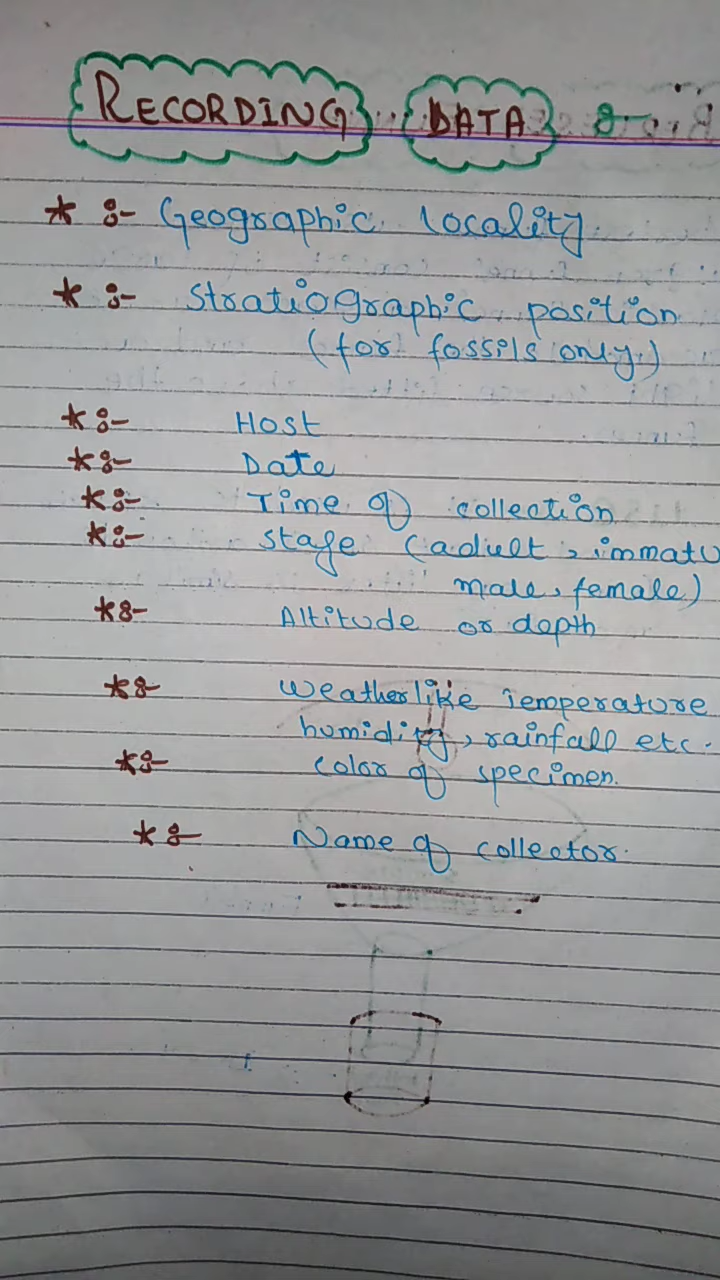 RECORDING DATA :-
* :- Geographic locality
* :- Stratiographic position
(for fossils only.)
* :- Host
* :- Date
* :- Time of collection
* :- Stage (adult, immatu
male, female)
* :- Altitude or depth
* :- Weather like Temperature
humidity, rainfall etc.
* :- Color of specimen.
* :- Name of collector.